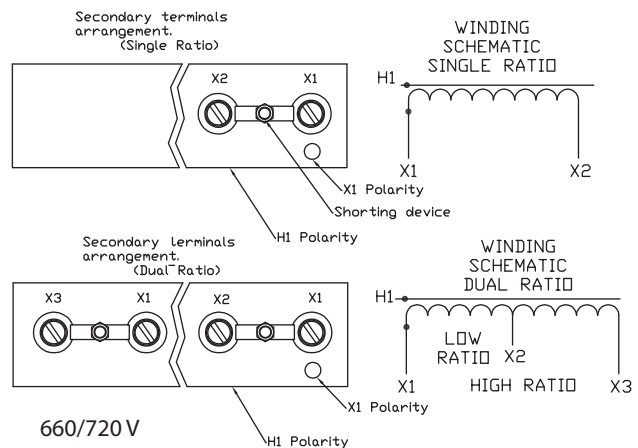 Secondary terminals
arrangement.
(Single Ratio)
X2
X1
X1 Polarity
Shorting device
H1 Polarity
WINDING
SCHEMATIC
SINGLE RATIO
H1
X1
X2
Secondary lerminals
arrangement.
(Dual Ratio)
X3
X1
X2
X1
X1 Polarity
H1 Polarity
660/720 V
WINDING
SCHEMATIC
DUAL RATIO
H1
LOW
RATIO
X2
X1
HIGH RATIO
X3